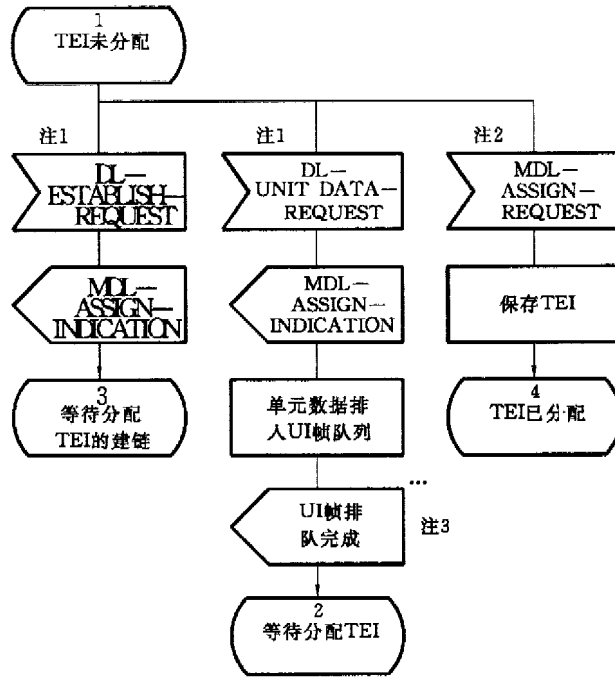 1
TEI未分配
注1
DL—
ESTABLISH—
REQUEST
MDL—
ASSIGN—
INDICATION
3
等待分配
TEI的建链
注1
DL—
UNIT DATA—
REQUEST
MDL—
ASSIGN—
INDICATION
单元数据排
入UI帧队列
…
UI帧排
队完成
注3
2
等待分配TEI
注2
MDL—
ASSIGN—
REQUEST
保存TEI
4
TEI已分配